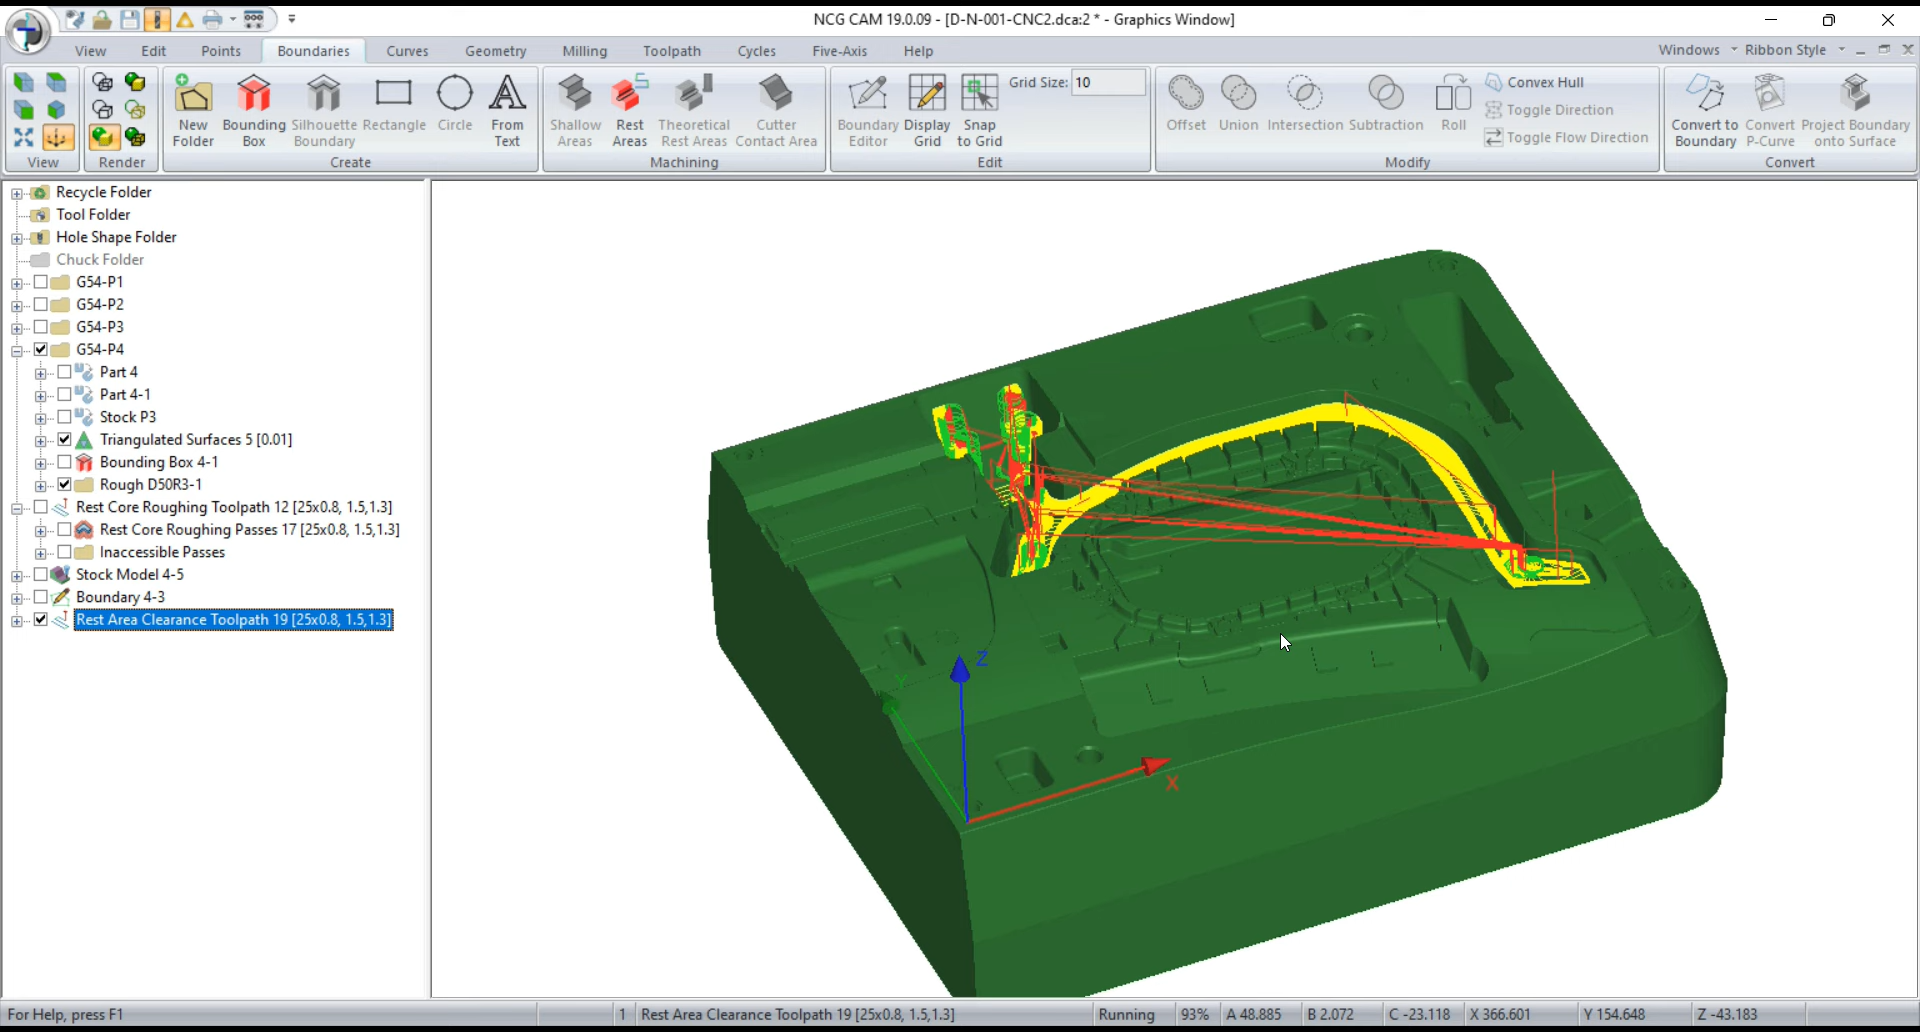 NCG CAM 19.0.09 - [D-N-001-CNC2.dca:2 * - Graphics Window]
View Edit Points Boundaries Curves Geometry Milling Toolpath Cycles Five-Axis Help Windows Ribbon Style
New Folder Bounding Box Silhouette Boundary Rectangle Circle From Text
Shallow Areas Rest Areas Theoretical Rest Areas Cutter Contact Area
Boundary Editor Display Grid Snap to Grid Grid Size: 10
Offset Union Intersection Subtraction Roll
Convex Hull
Toggle Direction
Toggle Flow Direction
Convert to Boundary Convert P-Curve Project Boundary onto Surface
View Render Create Machining Edit Modify Convert
Recycle Folder
Tool Folder
Hole Shape Folder
Chuck Folder
G54-P1
G54-P2
G54-P3
G54-P4
Part 4
Part 4-1
Stock P3
Triangulated Surfaces 5 [0.01]
Bounding Box 4-1
Rough D50R3-1
Rest Core Roughing Toolpath 12 [25x0.8, 1.5,1.3]
Rest Core Roughing Passes 17 [25x0.8, 1.5,1.3]
Inaccessible Passes
Stock Model 4-5
Boundary 4-3
Rest Area Clearance Toolpath 19 [25x0.8, 1.5,1.3]
Z
Y
X
For Help, press F1 1 Rest Area Clearance Toolpath 19 [25x0.8, 1.5,1.3] Running 93% A 48.885 B 2.072 C -23.118 X 366.601 Y 154.648 Z -43.183